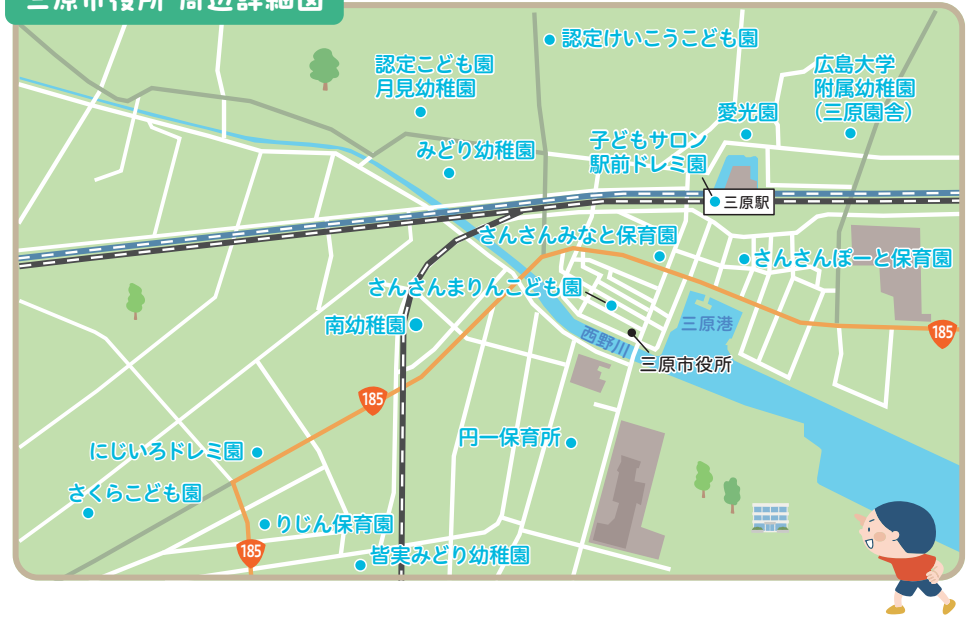 三原市役所 周辺詳細図
認定けいこうこども園
認定こども園
月見幼稚園
広島大学
附属幼稚園
（三原園舎）
愛光園
みどり幼稚園
子どもサロン
駅前ドレミ園
三原駅
さんさんみなと保育園
さんさんぽーと保育園
さんさんまりんこども園
南幼稚園
三原港
西野川
185
三原市役所
185
円一保育所
にじいろドレミ園
さくらこども園
りじん保育園
185
皆実みどり幼稚園